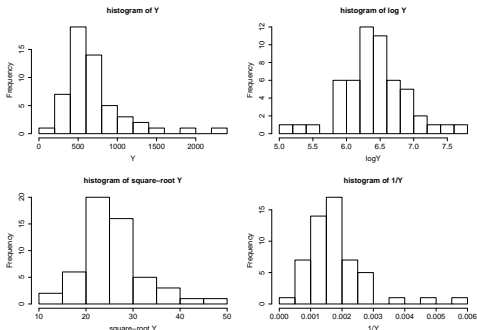 histogram of Y
Frequency
15
10
5
0
0 500 1000 1500 2000
Y
histogram of log Y
Frequency
12
10
8
6
4
2
0
5.0 5.5 6.0 6.5 7.0 7.5
logY
histogram of square-root Y
Frequency
20
15
10
5
0
10 20 30 40 50
square-root Y
histogram of 1/Y
Frequency
15
10
5
0
0.000 0.001 0.002 0.003 0.004 0.005 0.006
1/Y